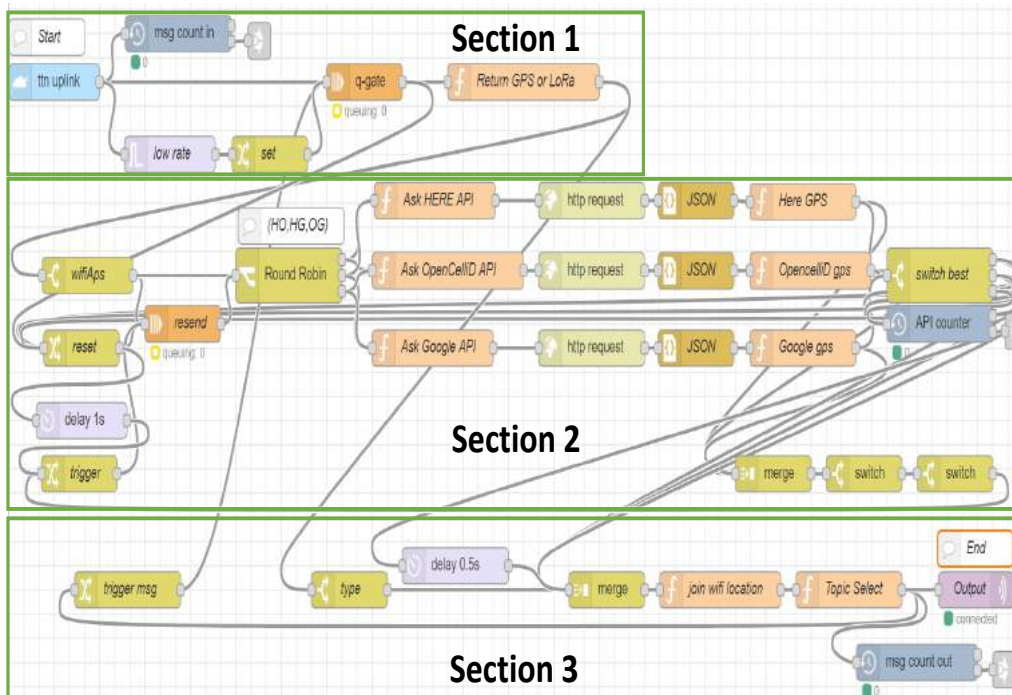 Section 1
Start
msg count in
0
ttn uplink
q-gate
Return GPS or LoRa
queuing: 0
low rate
set
Section 2
(HO,HG,OG)
Ask HERE API
http request
JSON
Here GPS
wifiAps
Round Robin
Ask OpenCellID API
http request
JSON
OpencellID gps
switch best
resend
API counter
reset
queuing: 0
Ask Google API
http request
JSON
Google gps
delay 1s
trigger
merge
switch
switch
Section 3
End
delay 0.5s
trigger msg
type
merge
join wifi location
Topic Select
Output
connected
msg count out
0